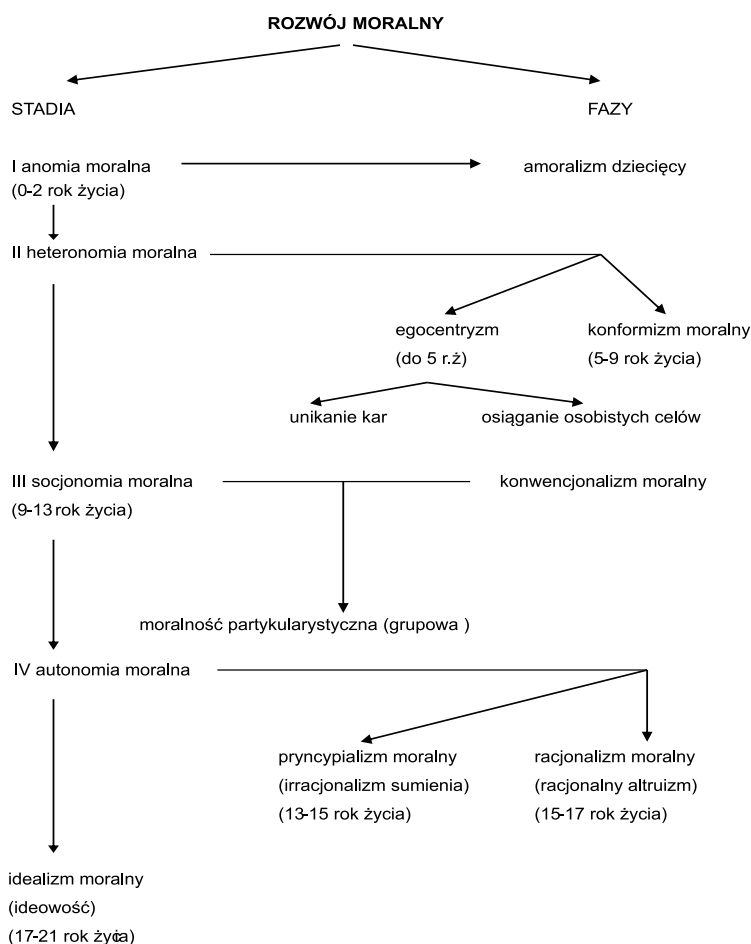 ROZWÓJ MORALNY
STADIA
FAZY
I anomia moralna
(0-2 rok życia)
amoralizm dziecięcy
II heteronomia moralna
egocentryzm
(do 5 r.ż)
konformizm moralny
(5-9 rok życia)
unikanie kar
osiąganie osobistych celów
III socjonomia moralna
(9-13 rok życia)
konwencjonalizm moralny
moralność partykularystyczna (grupowa )
IV autonomia moralna
pryncypializm moralny
(irracjonalizm sumienia)
(13-15 rok życia)
racjonalizm moralny
(racjonalny altruizm)
(15-17 rok życia)
idealizm moralny
(ideowość)
(17-21 rok życia)